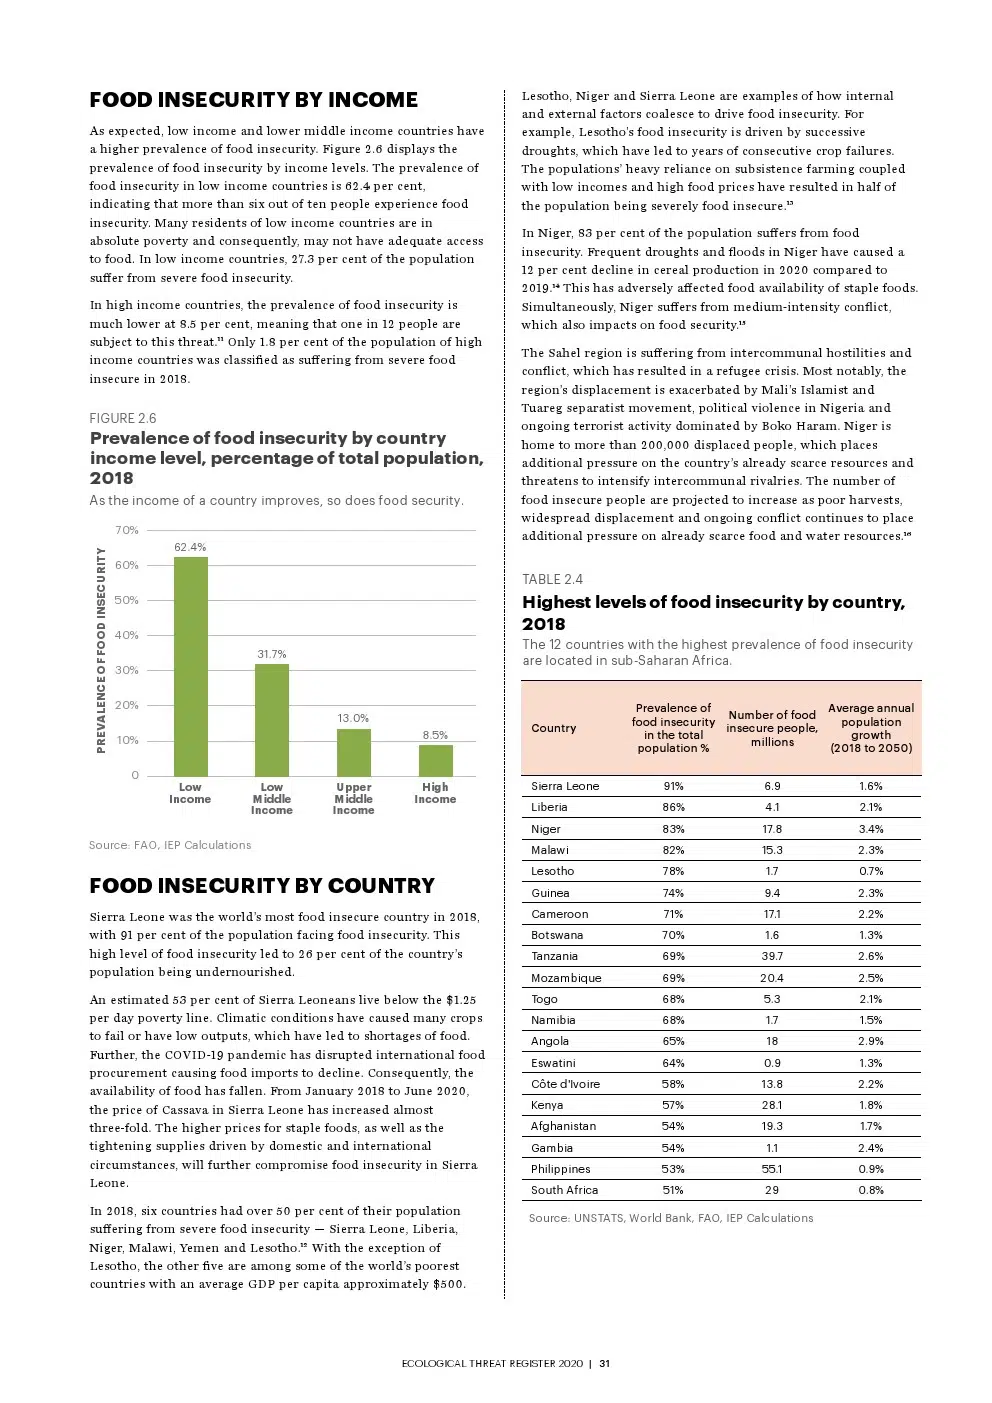 FOOD INSECURITY BY INCOME
As expected, low income and lower middle income countries have
a higher prevalence of food insecurity. Figure 2.6 displays the
prevalence of food insecurity by income levels. The prevalence of
food insecurity in low income countries is 62.4 per cent,
indicating that more than six out of ten people experience food
insecurity. Many residents of low income countries are in
absolute poverty and consequently, may not have adequate access
to food. In low income countries, 27.3 per cent of the population
suffer from severe food insecurity.
In high income countries, the prevalence of food insecurity is
much lower at 8.5 per cent, meaning that one in 12 people are
subject to this threat.¹¹ Only 1.8 per cent of the population of high
income countries was classified as suffering from severe food
insecure in 2018.
FIGURE 2.6
Prevalence of food insecurity by country
income level, percentage of total population,
2018
As the income of a country improves, so does food security.
PREVALENCE OF FOOD INSECURITY
70%
60%
50%
40%
30%
20%
10%
0
62.4%
31.7%
13.0%
8.5%
Low
Income
Low
Middle
Income
Upper
Middle
Income
High
Income
Source: FAO, IEP Calculations
FOOD INSECURITY BY COUNTRY
Sierra Leone was the world's most food insecure country in 2018,
with 91 per cent of the population facing food insecurity. This
high level of food insecurity led to 26 per cent of the country's
population being undernourished.
An estimated 53 per cent of Sierra Leoneans live below the $1.25
per day poverty line. Climatic conditions have caused many crops
to fail or have low outputs, which have led to shortages of food.
Further, the COVID-19 pandemic has disrupted international food
procurement causing food imports to decline. Consequently, the
availability of food has fallen. From January 2018 to June 2020,
the price of Cassava in Sierra Leone has increased almost
three-fold. The higher prices for staple foods, as well as the
tightening supplies driven by domestic and international
circumstances, will further compromise food insecurity in Sierra
Leone.
In 2018, six countries had over 50 per cent of their population
suffering from severe food insecurity — Sierra Leone, Liberia,
Niger, Malawi, Yemen and Lesotho.¹² With the exception of
Lesotho, the other five are among some of the world's poorest
countries with an average GDP per capita approximately $500.
Lesotho, Niger and Sierra Leone are examples of how internal
and external factors coalesce to drive food insecurity. For
example, Lesotho's food insecurity is driven by successive
droughts, which have led to years of consecutive crop failures.
The populations' heavy reliance on subsistence farming coupled
with low incomes and high food prices have resulted in half of
the population being severely food insecure.¹³
In Niger, 83 per cent of the population suffers from food
insecurity. Frequent droughts and floods in Niger have caused a
12 per cent decline in cereal production in 2020 compared to
2019.¹⁴ This has adversely affected food availability of staple foods.
Simultaneously, Niger suffers from medium-intensity conflict,
which also impacts on food security.¹⁵
The Sahel region is suffering from intercommunal hostilities and
conflict, which has resulted in a refugee crisis. Most notably, the
region's displacement is exacerbated by Mali's Islamist and
Tuareg separatist movement, political violence in Nigeria and
ongoing terrorist activity dominated by Boko Haram. Niger is
home to more than 200,000 displaced people, which places
additional pressure on the country's already scarce resources and
threatens to intensify intercommunal rivalries. The number of
food insecure people are projected to increase as poor harvests,
widespread displacement and ongoing conflict continues to place
additional pressure on already scarce food and water resources.¹⁶
TABLE 2.4
Highest levels of food insecurity by country,
2018
The 12 countries with the highest prevalence of food insecurity
are located in sub-Saharan Africa.
Country
Prevalence of
food insecurity
in the total
population %
Number of food
insecure people,
millions
Average annual
population
growth
(2018 to 2050)
Sierra Leone 91% 6.9 1.6%
Liberia 86% 4.1 2.1%
Niger 83% 17.8 3.4%
Malawi 82% 15.3 2.3%
Lesotho 78% 1.7 0.7%
Guinea 74% 9.4 2.3%
Cameroon 71% 17.1 2.2%
Botswana 70% 1.6 1.3%
Tanzania 69% 39.7 2.6%
Mozambique 69% 20.4 2.5%
Togo 68% 5.3 2.1%
Namibia 68% 1.7 1.5%
Angola 65% 18 2.9%
Eswatini 64% 0.9 1.3%
Côte d'Ivoire 58% 13.8 2.2%
Kenya 57% 28.1 1.8%
Afghanistan 54% 19.3 1.7%
Gambia 54% 1.1 2.4%
Philippines 53% 55.1 0.9%
South Africa 51% 29 0.8%
Source: UNSTATS, World Bank, FAO, IEP Calculations
ECOLOGICAL THREAT REGISTER 2020 | 31